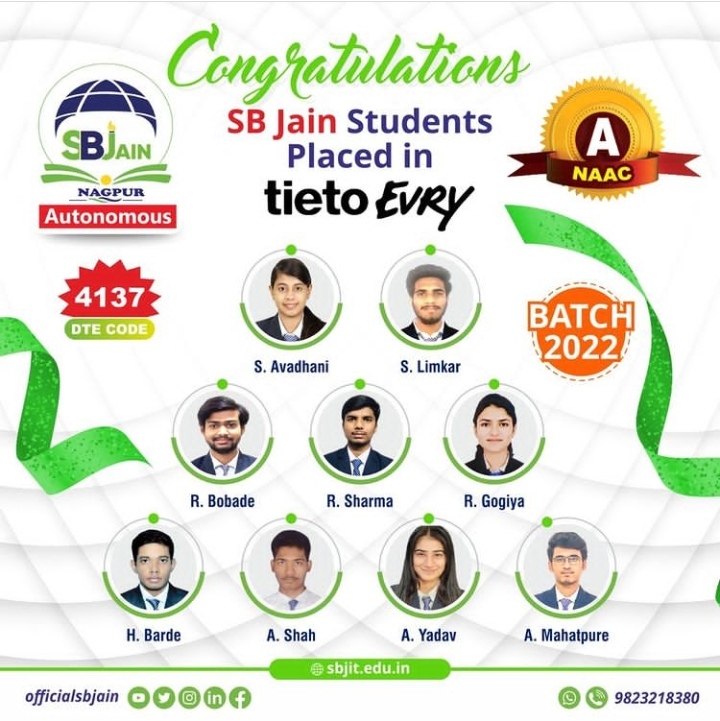 Congratulations
SB Jain Students
Placed in
tieto EVRY
SBJAIN
NAGPUR
Autonomous
A
NAAC
4137
DTE CODE
BATCH
2022
S. Avadhani
S. Limkar
R. Bobade
R. Sharma
R. Gogiya
H. Barde
A. Shah
A. Yadav
A. Mahatpure
sbjit.edu.in
officialsbjain
9823218380